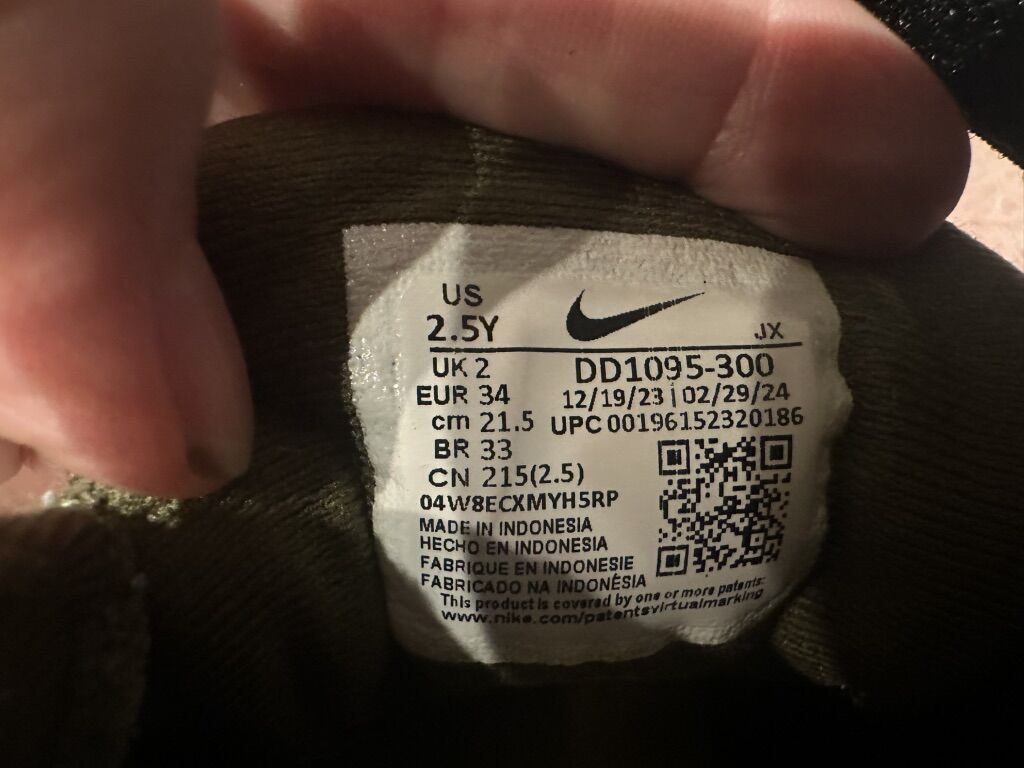 US
2.5Y
JX
UK 2
DD1095-300
EUR 34
12/19/23 | 02/29/24
cm 21.5
UPC 00196152320186
BR 33
CN 215(2.5)
04W8ECXMYH5RP
MADE IN INDONESIA
HECHO EN INDONESIA
FABRIQUE EN INDONESIE
FABRICADO NA INDONÉSIA
This product is covered by one or more patents:
www.nike.com/patentsvirtualmarking